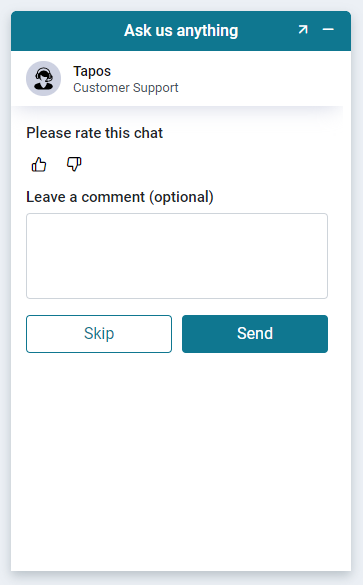 Ask us anything
Tapos
Customer Support
Please rate this chat
Leave a comment (optional)
Skip
Send